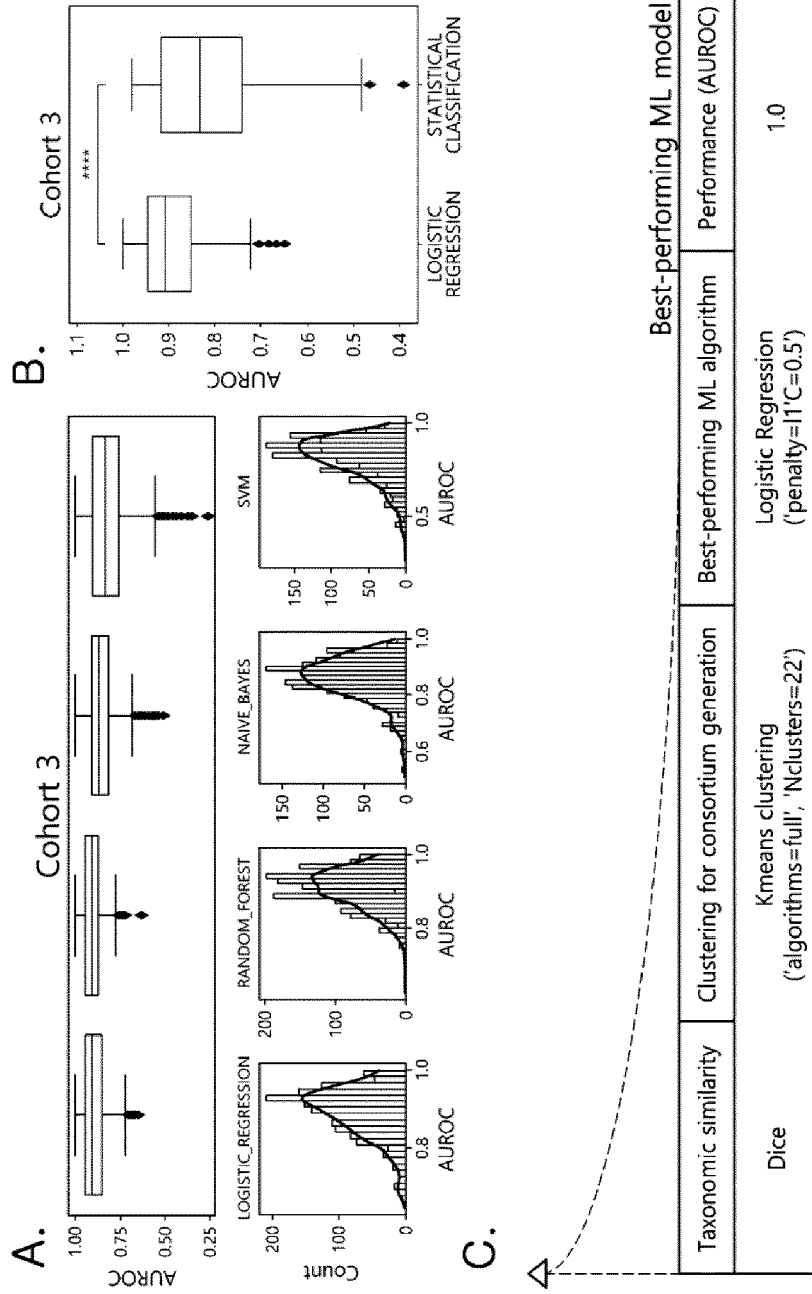 A.
Cohort 3
1.00
0.75
0.50
0.25
AUROC
LOGISTIC_REGRESSION
RANDOM_FOREST
NAIVE_BAYES
SVM
200
100
0
Count
0.8
1.0
AUROC
200
100
0
0.8
1.0
AUROC
150
100
50
0
0.6
0.8
1.0
AUROC
150
100
50
0
0.5
1.0
AUROC
B.
Cohort 3
****
1.1
1.0
0.9
0.8
0.7
0.6
0.5
0.4
AUROC
LOGISTIC
REGRESSION
STATISTICAL
CLASSIFICATION
C.
Best-performing ML model
Taxonomic similarity
Clustering for consortium generation
Best-performing ML algorithm
Performance (AUROC)
Dice
Kmeans clustering
('algorithms=full', 'Nclusters=22')
Logistic Regression
('penalty=l1'C=0.5')
1.0